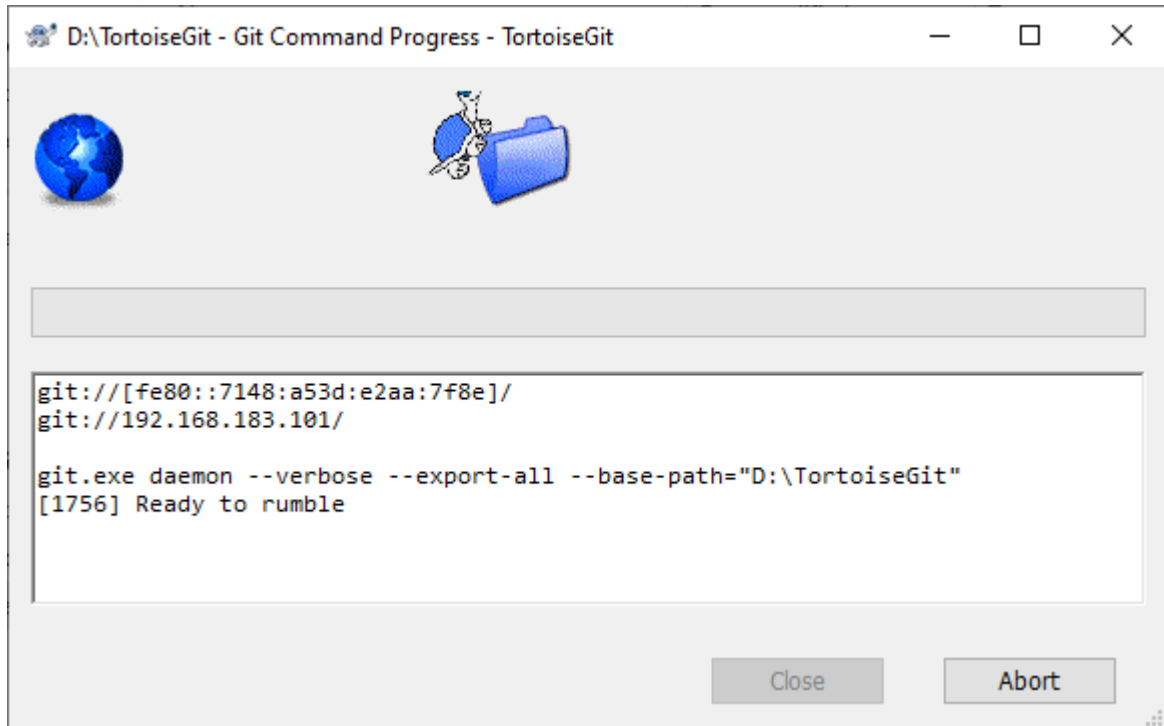 D:\TortoiseGit - Git Command Progress - TortoiseGit
git://[fe80::7148:a53d:e2aa:7f8e]/
git://192.168.183.101/
git.exe daemon --verbose --export-all --base-path="D:\TortoiseGit"
[1756] Ready to rumble
Close
Abort